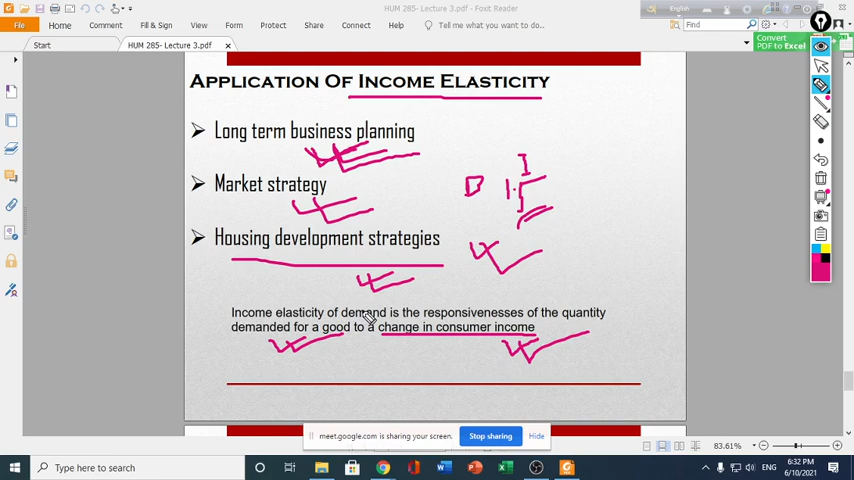 HUM 285- Lecture 3.pdf - Foxit Reader
English
File Home Comment Fill & Sign View Form Protect Share Connect Help Tell me what you want to do... Find
Start HUM 285- Lecture 3.pdf
Convert
PDF to Excel
APPLICATION OF INCOME ELASTICITY
Long term business planning
Market strategy
I
D 1.5
Housing development strategies
Income elasticity of demand is the responsivenesses of the quantity
demanded for a good to a change in consumer income
meet.google.com is sharing your screen. Stop sharing Hide
83.61%
Type here to search
ENG
6:32 PM
6/10/2021